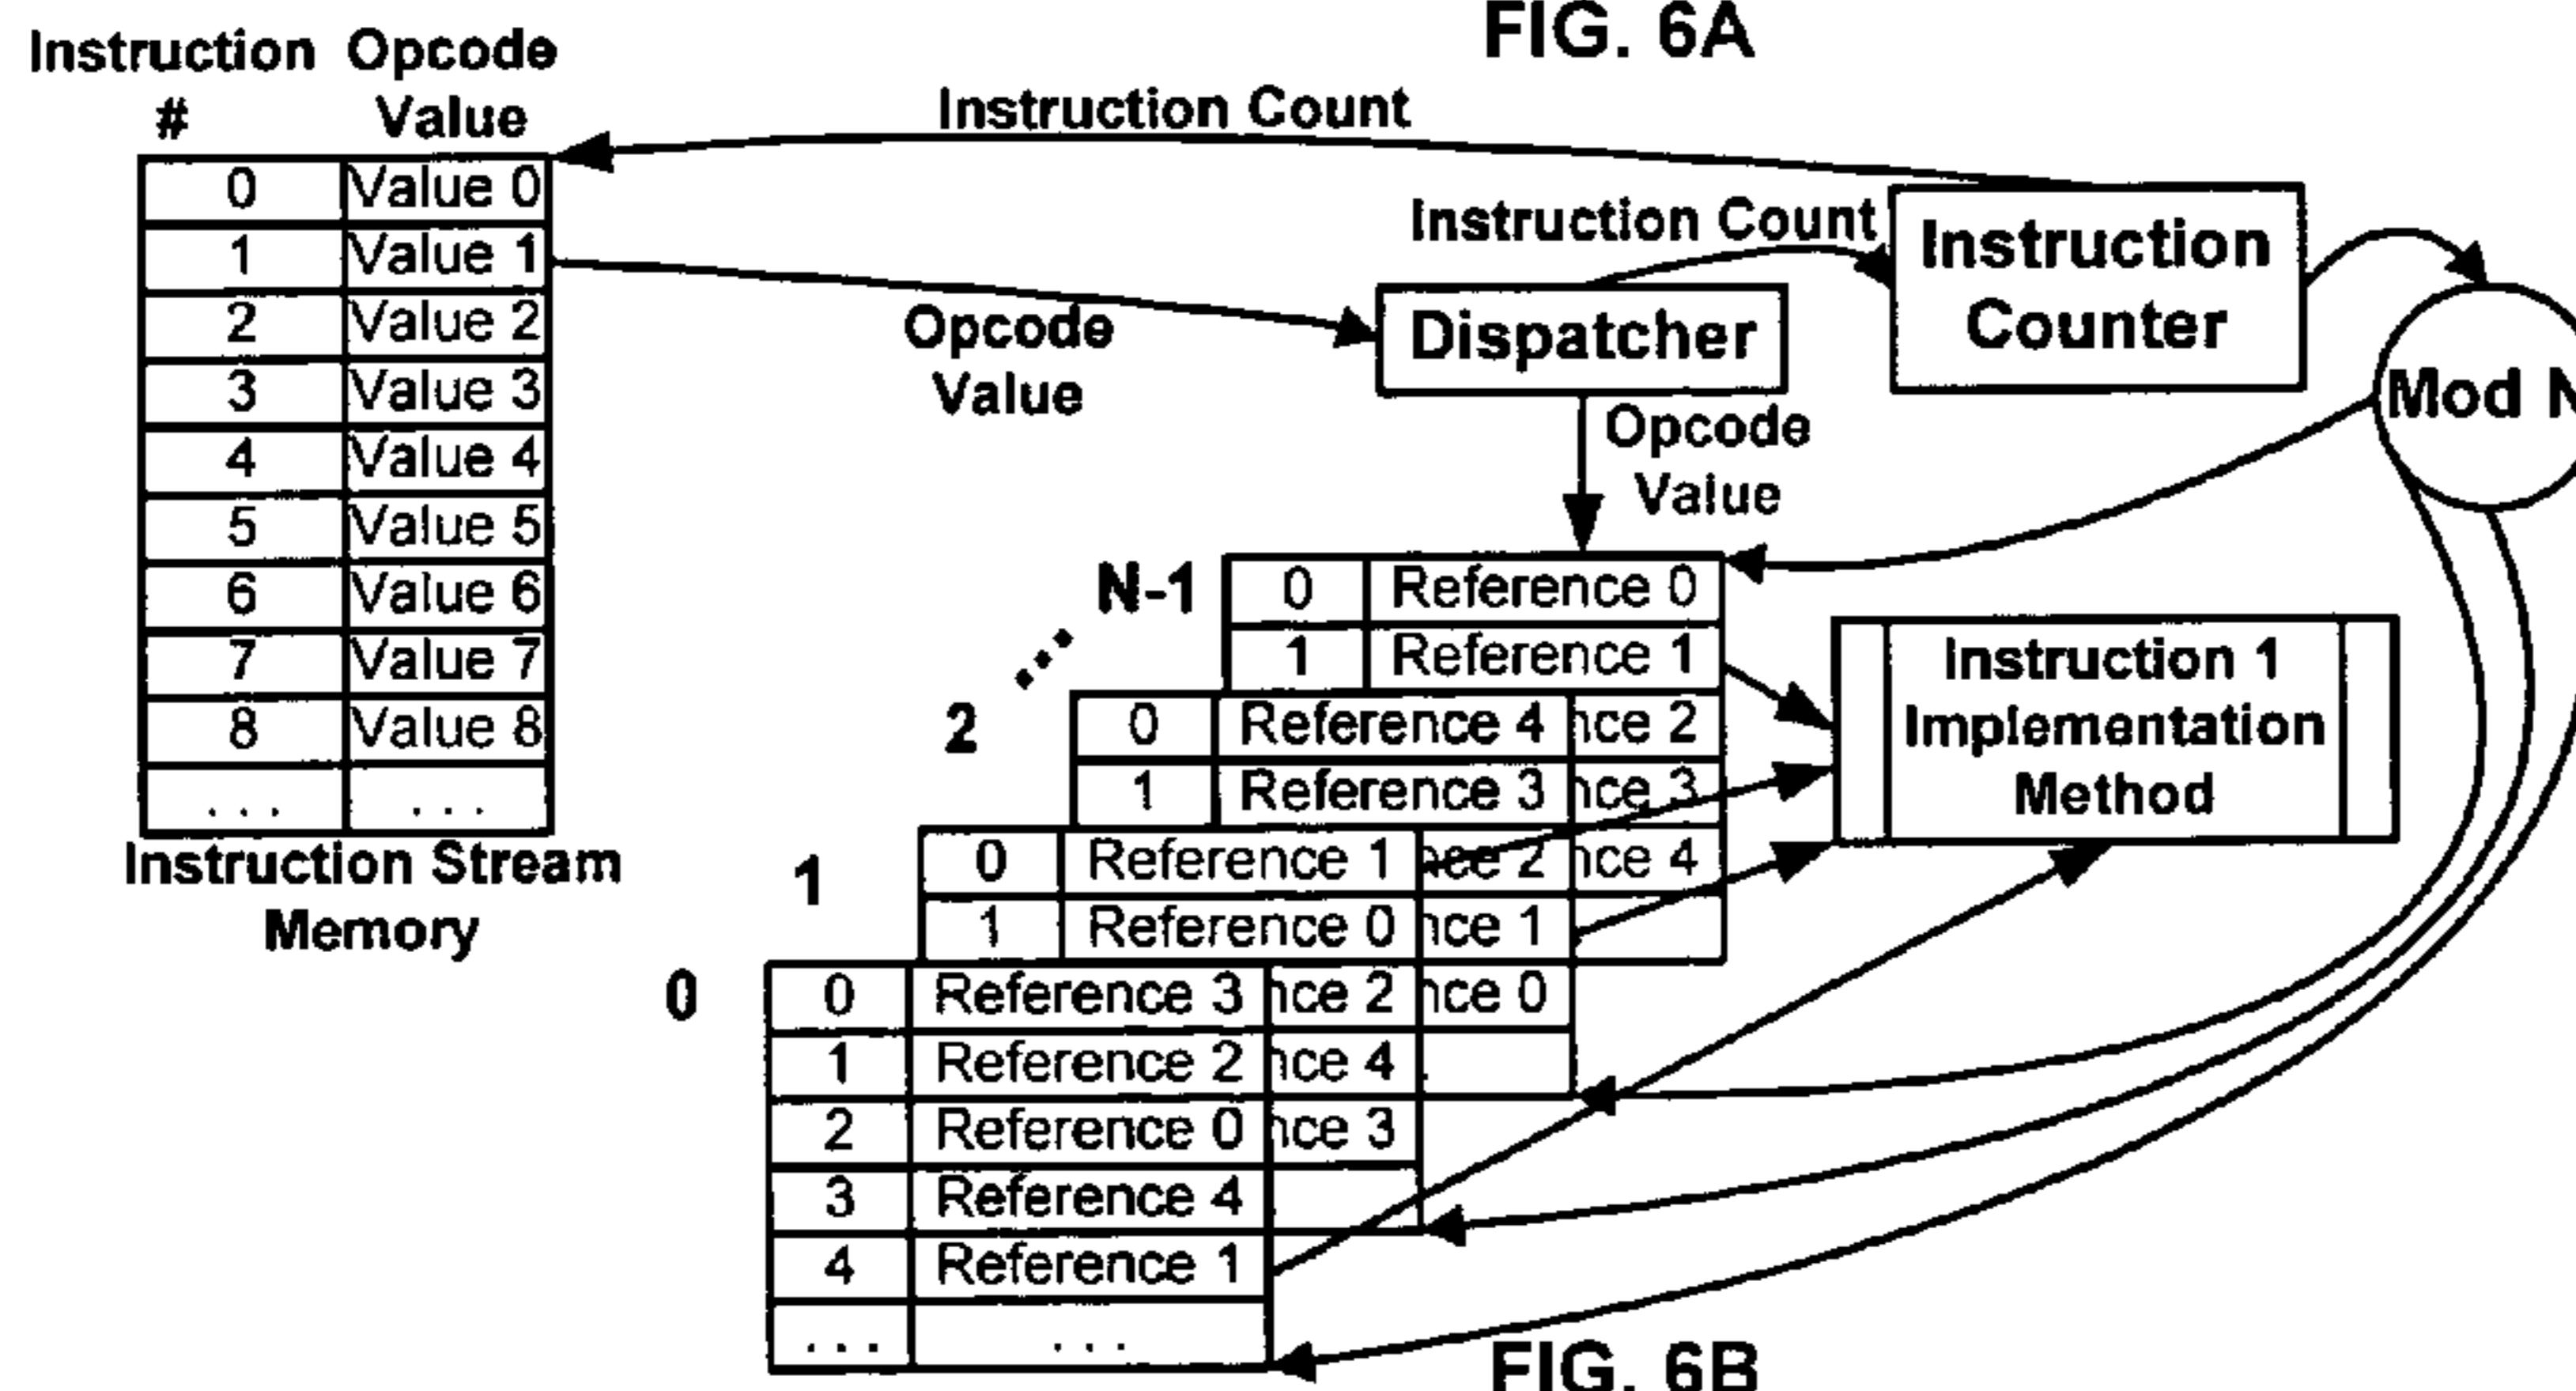 FIG. 6A
Instruction Opcode
# Value
0 Value 0
1 Value 1
2 Value 2
3 Value 3
4 Value 4
5 Value 5
6 Value 6
7 Value 7
8 Value 8
... ...
Instruction Stream
Memory
Instruction Count
Instruction Count
Instruction
Counter
Opcode
Value
Dispatcher
Mod N
Opcode
Value
N-1
0 Reference 0
1 Reference 1
nce 2
nce 3
nce 4
2
0 Reference 4
1 Reference 3
nce 2
nce 1
nce 0
1
0 Reference 1
1 Reference 0
nce 2
nce 4
nce 3
0
0 Reference 3
1 Reference 2
2 Reference 0
3 Reference 4
4 Reference 1
... ...
Instruction 1
Implementation
Method
FIG. 6B